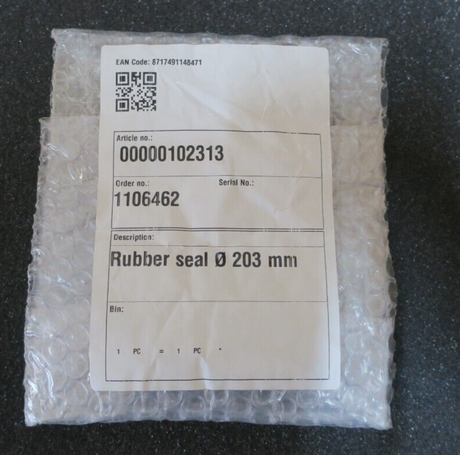 EAN Code: 8717491148471
Article no.:
00000102313
Order no.: Serial No.:
1106462
Description:
Rubber seal Ø 203 mm
Bin:
1 PC = 1 PC *